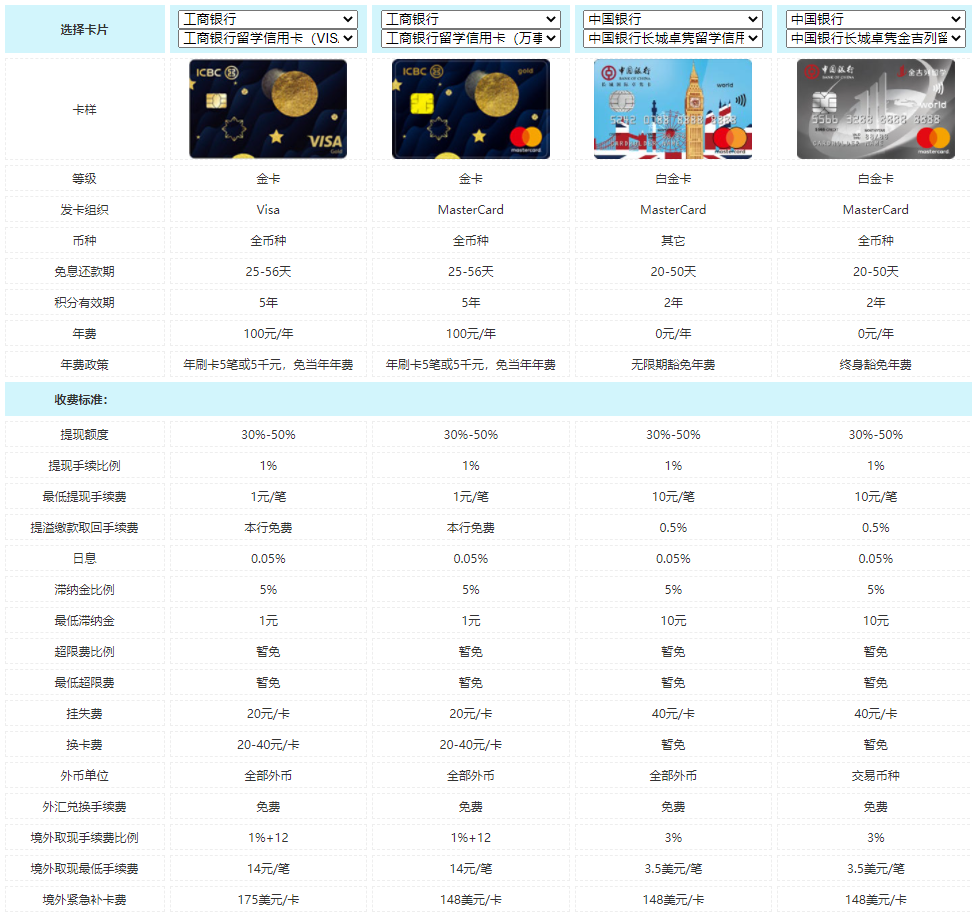 选择卡片 工商银行 工商银行 中国银行 中国银行
工商银行留学信用卡（VISA 工商银行留学信用卡（万事 中国银行长城卓隽留学信用 中国银行长城卓隽金吉列留
卡样
ICBC VISA Gold
ICBC gold mastercard
中国银行 BANK OF CHINA world mastercard
中国银行 BANK OF CHINA 金吉列留学 world 5566 3288 8888 8888 mastercard
等级 金卡 金卡 白金卡 白金卡
发卡组织 Visa MasterCard MasterCard MasterCard
币种 全币种 全币种 其它 全币种
免息还款期 25-56天 25-56天 20-50天 20-50天
积分有效期 5年 5年 2年 2年
年费 100元/年 100元/年 0元/年 0元/年
年费政策 年刷卡5笔或5千元，免当年年费 年刷卡5笔或5千元，免当年年费 无限期豁免年费 终身豁免年费
收费标准：
提现额度 30%-50% 30%-50% 30%-50% 30%-50%
提现手续比例 1% 1% 1% 1%
最低提现手续费 1元/笔 1元/笔 10元/笔 10元/笔
提溢缴款取回手续费 本行免费 本行免费 0.5% 0.5%
日息 0.05% 0.05% 0.05% 0.05%
滞纳金比例 5% 5% 5% 5%
最低滞纳金 1元 1元 10元 10元
超限费比例 暂免 暂免 暂免 暂免
最低超限费 暂免 暂免 暂免 暂免
挂失费 20元/卡 20元/卡 40元/卡 40元/卡
换卡费 20-40元/卡 20-40元/卡 暂免 暂免
外币单位 全部外币 全部外币 全部外币 交易币种
外汇兑换手续费 免费 免费 免费 免费
境外取现手续费比例 1%+12 1%+12 3% 3%
境外取现最低手续费 14元/笔 14元/笔 3.5美元/笔 3.5美元/笔
境外紧急补卡费 175美元/卡 148美元/卡 148美元/卡 148美元/卡